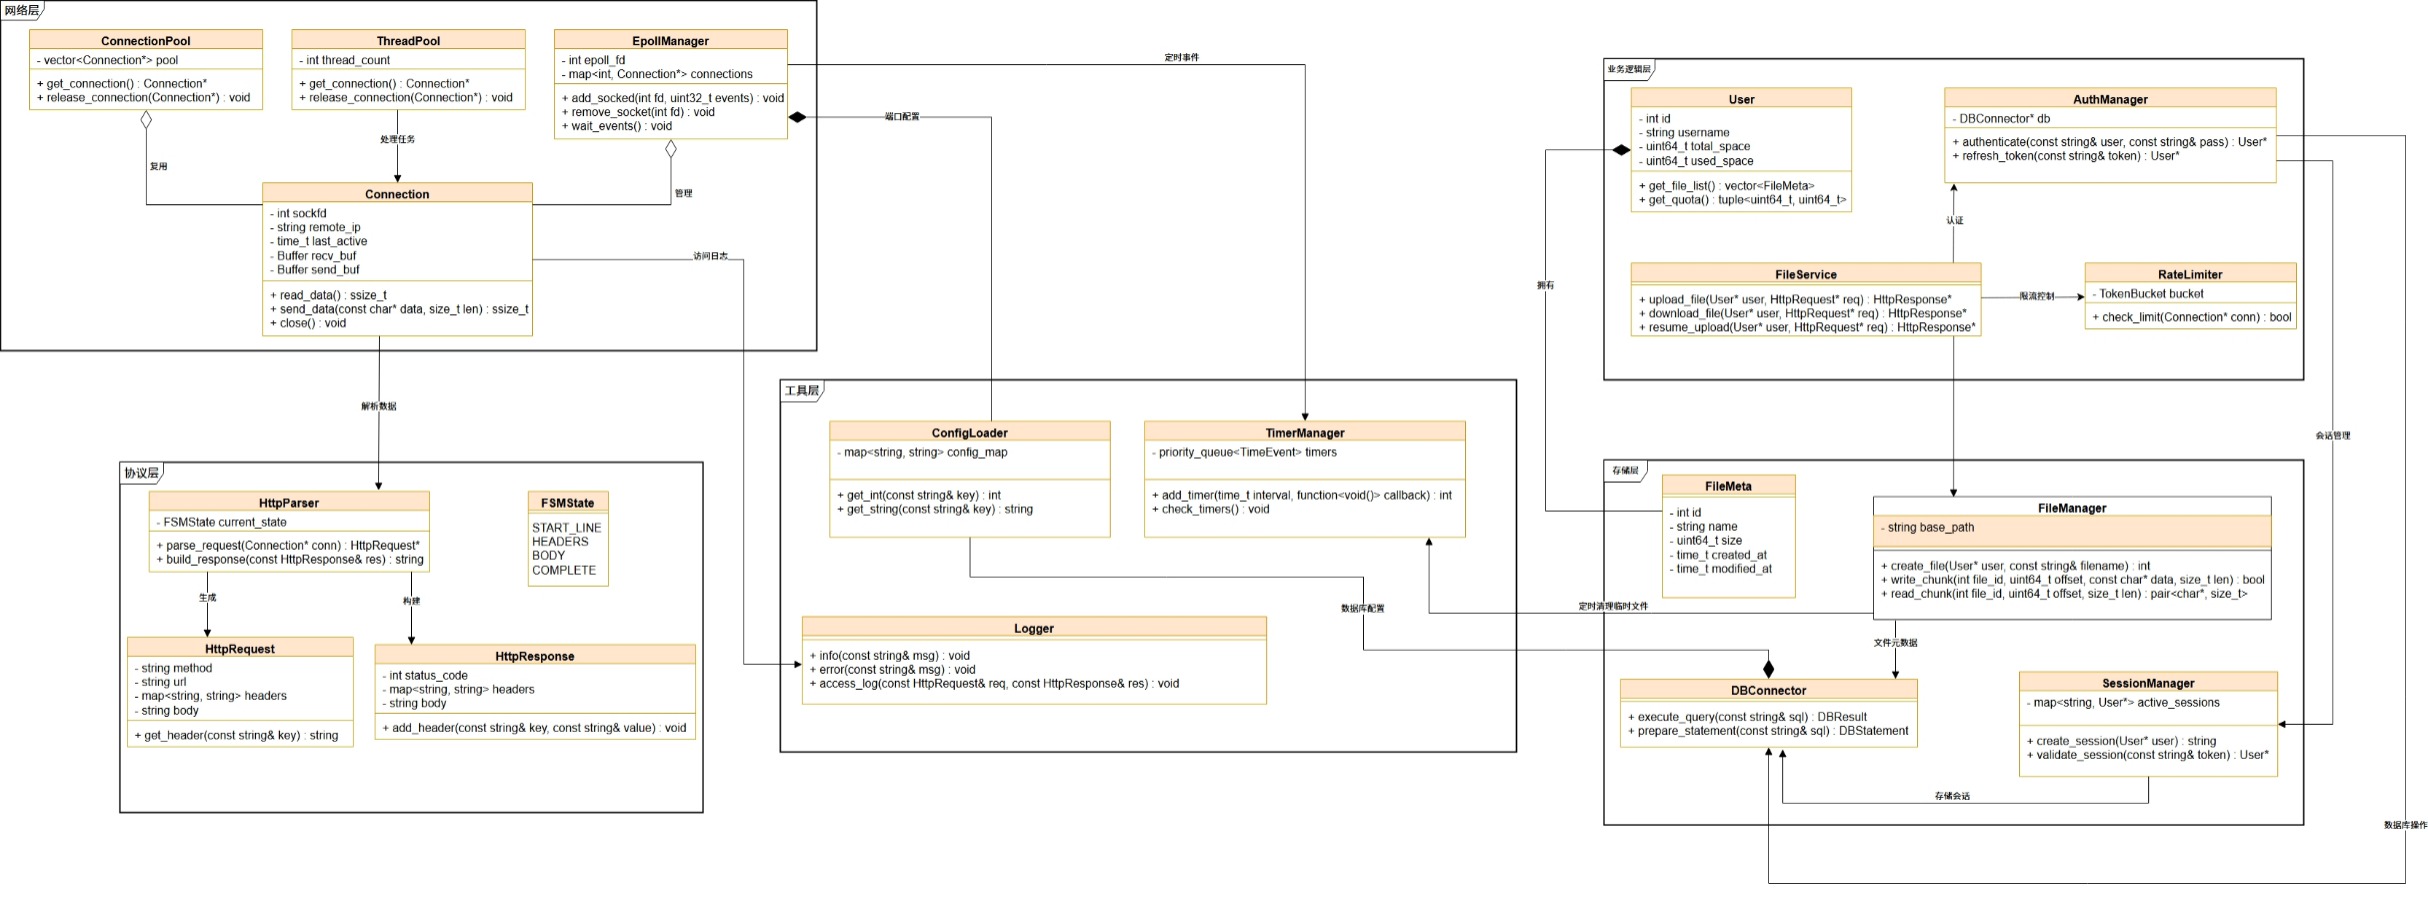 网络层
ConnectionPool
- vector<Connection*> pool
+ get_connection() : Connection*
+ release_connection(Connection*) : void
ThreadPool
- int thread_count
+ get_connection() : Connection*
+ release_connection(Connection*) : void
EpollManager
- int epoll_fd
- map<int, Connection*> connections
+ add_socked(int fd, uint32_t events) : void
+ remove_socket(int fd) : void
+ wait_events() : void
复用
处理任务
管理
Connection
- int sockfd
- string remote_ip
- time_t last_active
- Buffer recv_buf
- Buffer send_buf
+ read_data() : ssize_t
+ send_data(const char* data, size_t len) : ssize_t
+ close() : void
定时事件
端口配置
访问日志
解析数据
协议层
HttpParser
- FSMState current_state
+ parse_request(Connection* conn) : HttpRequest*
+ build_response(const HttpResponse& res) : string
FSMState
START_LINE
HEADERS
BODY
COMPLETE
生成
构建
HttpRequest
- string method
- string url
- map<string, string> headers
- string body
+ get_header(const string& key) : string
HttpResponse
- int status_code
- map<string, string> headers
- string body
+ add_header(const string& key, const string& value) : void
工具层
ConfigLoader
- map<string, string> config_map
+ get_int(const string& key) : int
+ get_string(const string& key) : string
TimerManager
- priority_queue<TimeEvent> timers
+ add_timer(time_t interval, function<void()> callback) : int
+ check_timers() : void
数据库配置
Logger
+ info(const string& msg) : void
+ error(const string& msg) : void
+ access_log(const HttpRequest& req, const HttpResponse& res) : void
业务逻辑层
User
- int id
- string username
- uint64_t total_space
- uint64_t used_space
+ get_file_list() : vector<FileMeta>
+ get_quota() : tuple<uint64_t, uint64_t>
AuthManager
- DBConnector* db
+ authenticate(const string& user, const string& pass) : User*
+ refresh_token(const string& token) : User*
认证
FileService
+ upload_file(User* user, HttpRequest* req) : HttpResponse*
+ download_file(User* user, HttpRequest* req) : HttpResponse*
+ resume_upload(User* user, HttpRequest* req) : HttpResponse*
限流控制
RateLimiter
- TokenBucket bucket
+ check_limit(Connection* conn) : bool
拥有
会话管理
存储层
FileMeta
- int id
- string name
- uint64_t size
- time_t created_at
- time_t modified_at
FileManager
- string base_path
+ create_file(User* user, const string& filename) : int
+ write_chunk(int file_id, uint64_t offset, const char* data, size_t len) : bool
+ read_chunk(int file_id, uint64_t offset, size_t len) : pair<char*, size_t>
定时清理临时文件
文件元数据
DBConnector
+ execute_query(const string& sql) : DBResult
+ prepare_statement(const string& sql) : DBStatement
SessionManager
- map<string, User*> active_sessions
+ create_session(User* user) : string
+ validate_session(const string& token) : User*
存储会话
数据库操作